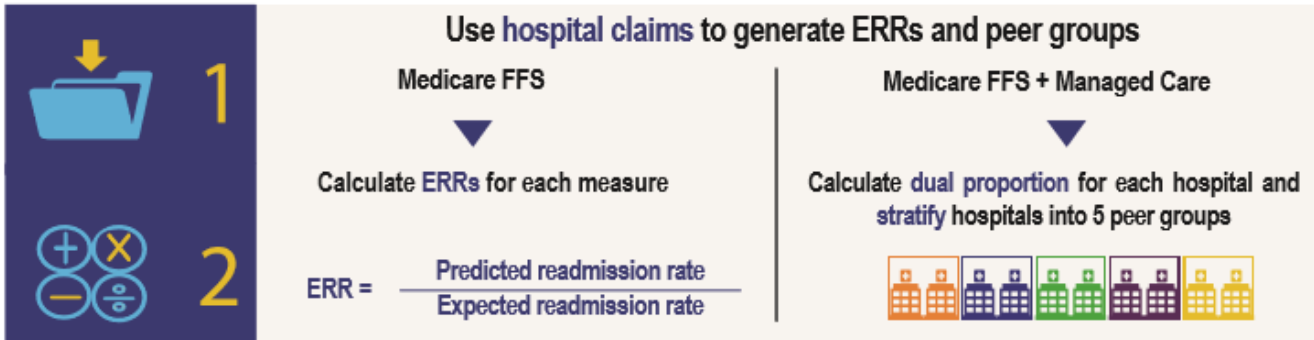 1
Use hospital claims to generate ERRs and peer groups
Medicare FFS
Calculate ERRs for each measure
Medicare FFS + Managed Care
Calculate dual proportion for each hospital and
stratify hospitals into 5 peer groups
2
ERR =
Predicted readmission rate
Expected readmission rate